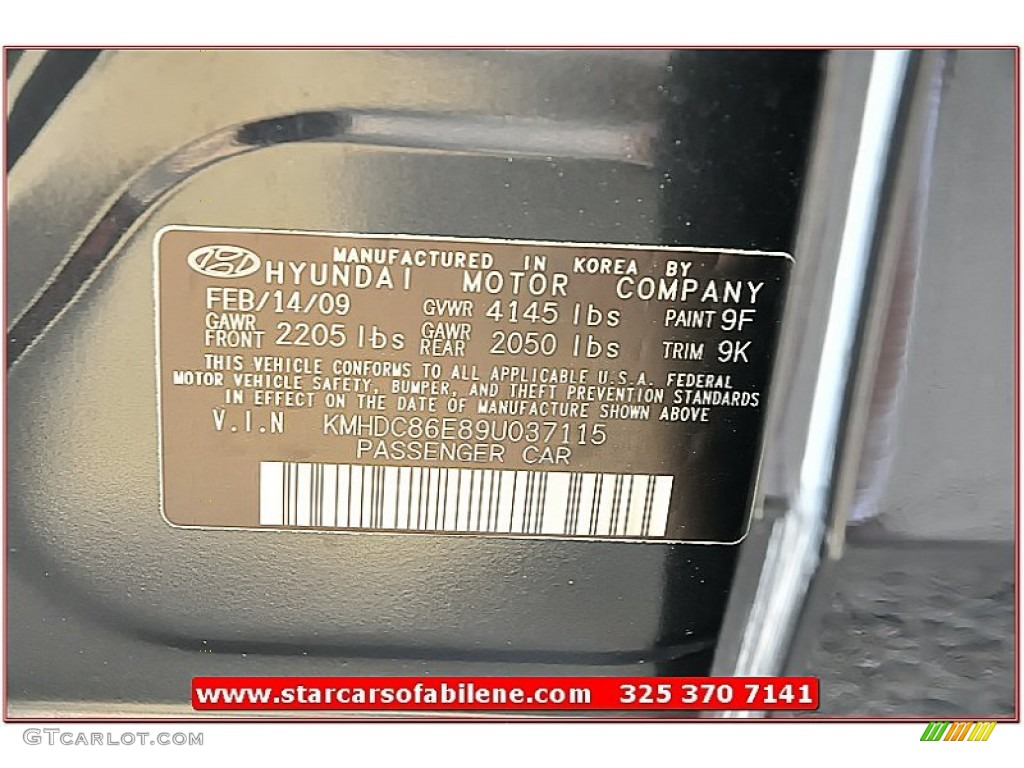 MANUFACTURED IN KOREA BY
HYUNDAI MOTOR COMPANY
FEB/14/09 GVWR 4145 lbs PAINT 9F
GAWR FRONT 2205 lbs GAWR REAR 2050 lbs TRIM 9K
THIS VEHICLE CONFORMS TO ALL APPLICABLE U.S.A. FEDERAL
MOTOR VEHICLE SAFETY, BUMPER, AND THEFT PREVENTION STANDARDS
IN EFFECT ON THE DATE OF MANUFACTURE SHOWN ABOVE
V.I.N KMHDC86E89U037115
PASSENGER CAR
www.starcarsofabilene.com 325 370 7141
GTCARLOT.COM